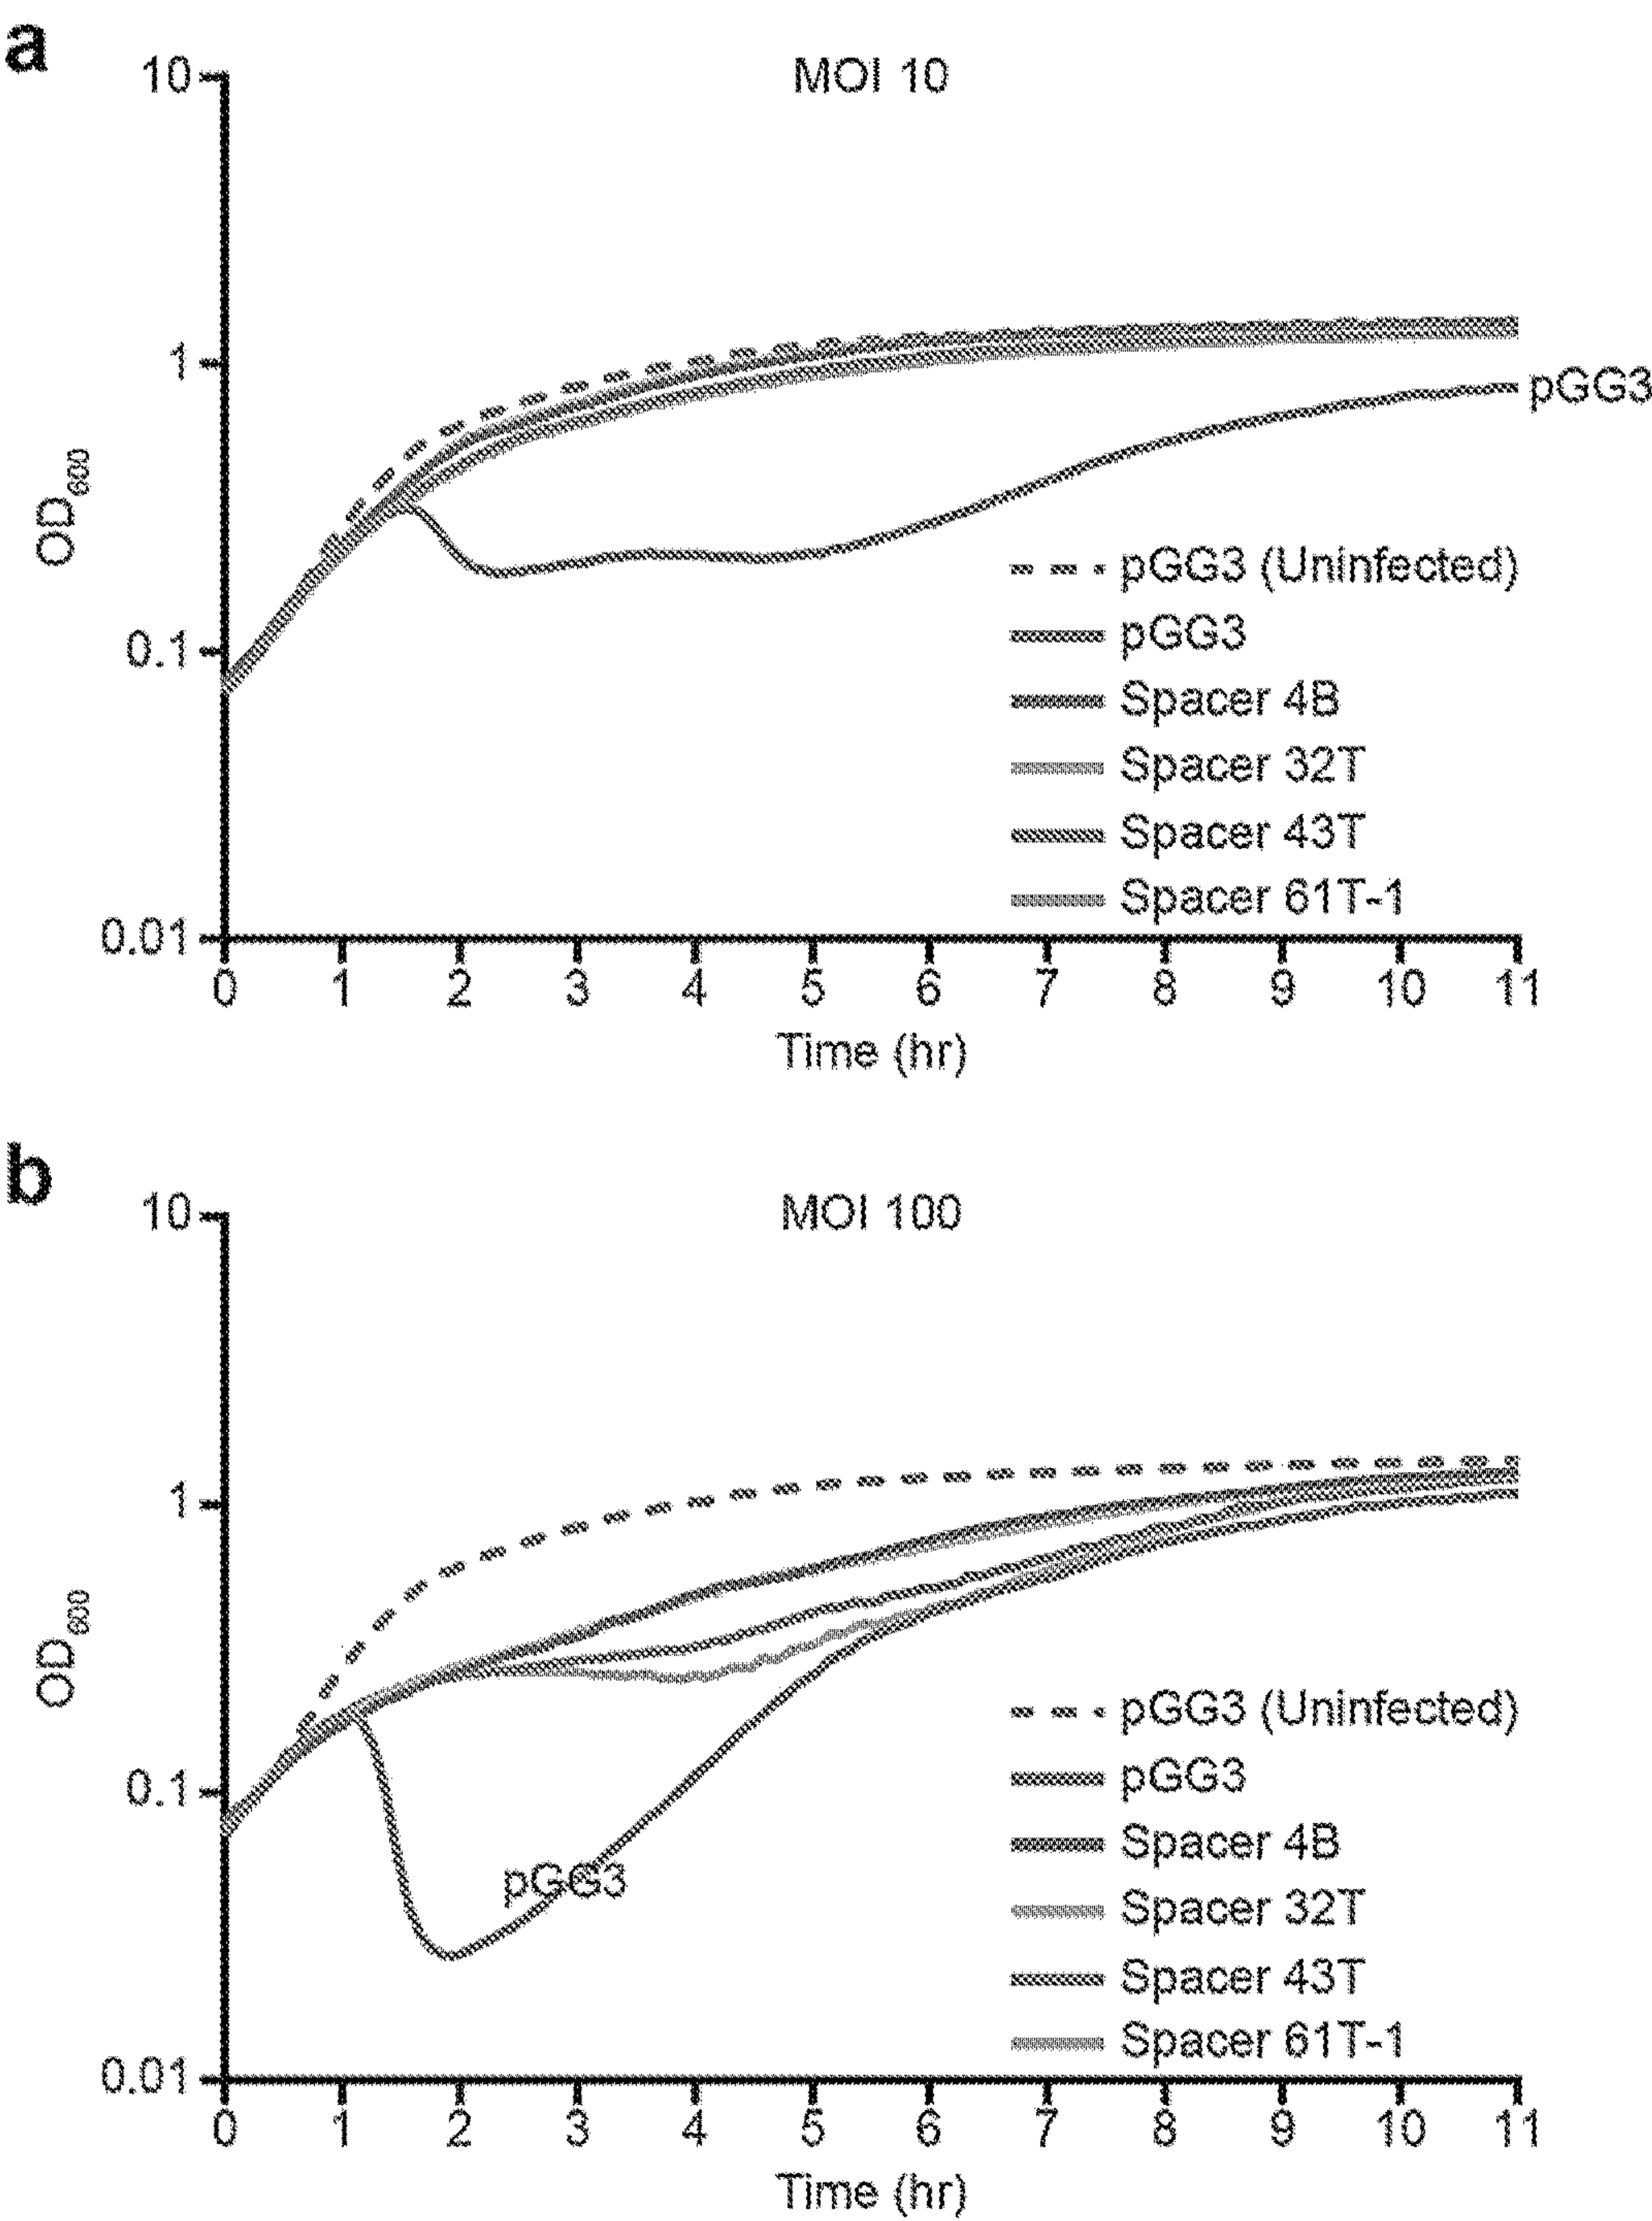 a
MOI 10
10
1
0.1
0.01
OD600
pGG3
pGG3 (Uninfected)
pGG3
Spacer 4B
Spacer 32T
Spacer 43T
Spacer 61T-1
0 1 2 3 4 5 6 7 8 9 10 11
Time (hr)
b
MOI 100
10
1
0.1
0.01
OD600
pGG3
pGG3 (Uninfected)
pGG3
Spacer 4B
Spacer 32T
Spacer 43T
Spacer 61T-1
0 1 2 3 4 5 6 7 8 9 10 11
Time (hr)